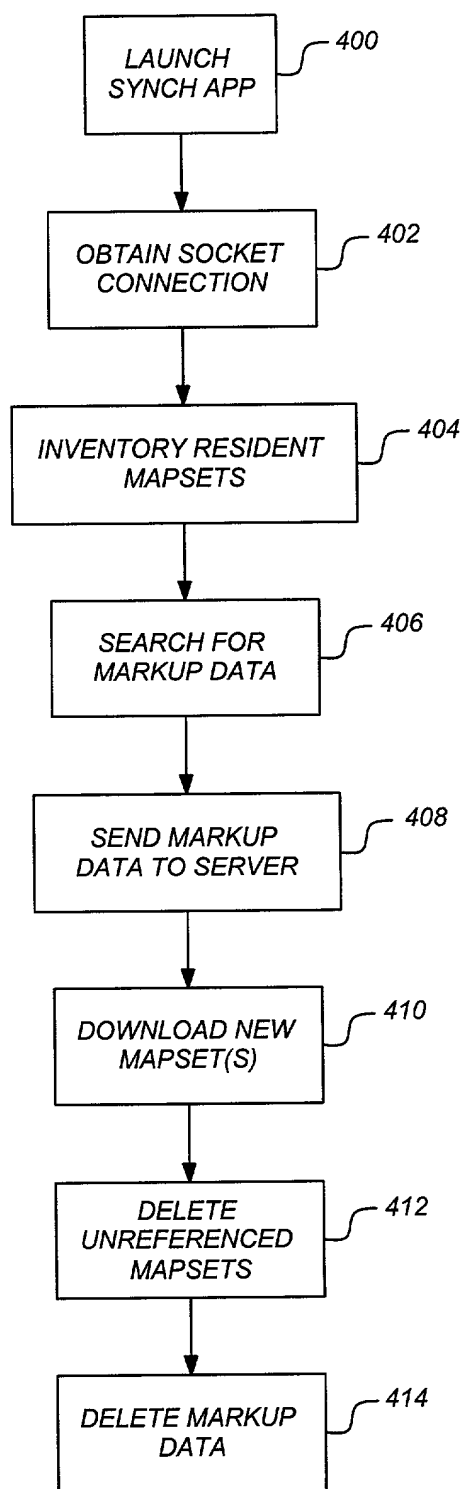 LAUNCH
SYNCH APP
400
OBTAIN SOCKET
CONNECTION
402
INVENTORY RESIDENT
MAPSETS
404
SEARCH FOR
MARKUP DATA
406
SEND MARKUP
DATA TO SERVER
408
DOWNLOAD NEW
MAPSET(S)
410
DELETE
UNREFERENCED
MAPSETS
412
DELETE MARKUP
DATA
414